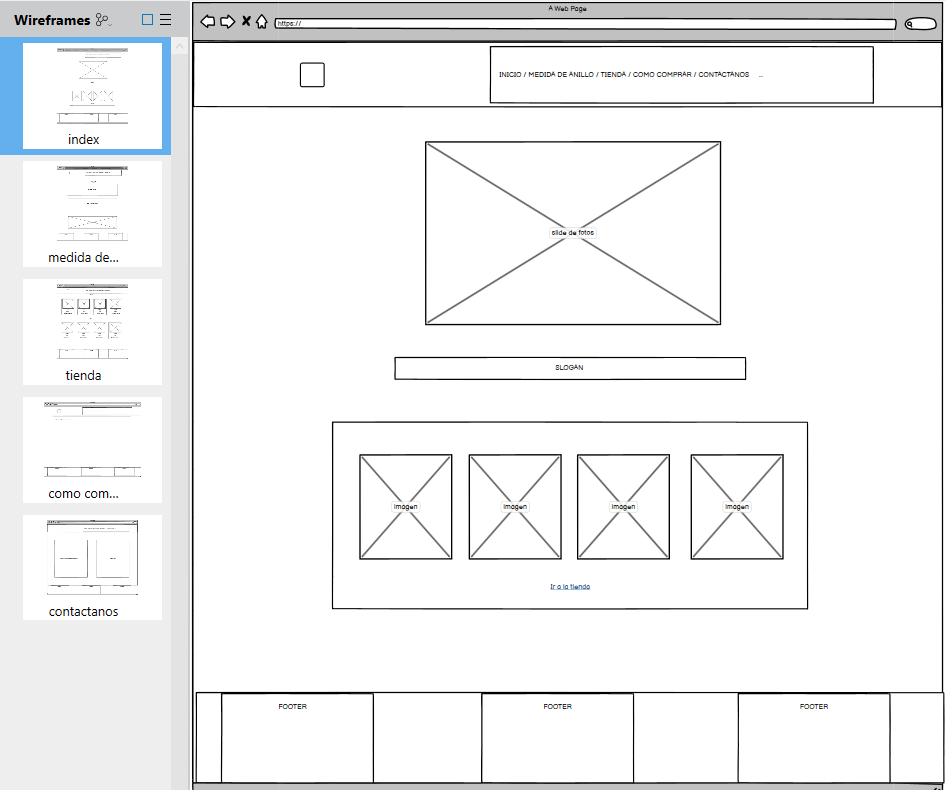 Wireframes
index
medida de...
tienda
como com...
contactanos
A Web Page
https://
INICIO / MEDIDA DE ANILLO / TIENDA / COMO COMPRAR / CONTACTANOS ...
slide de fotos
SLOGAN
Imagen Imagen Imagen Imagen
Ir a la tienda
FOOTER FOOTER FOOTER